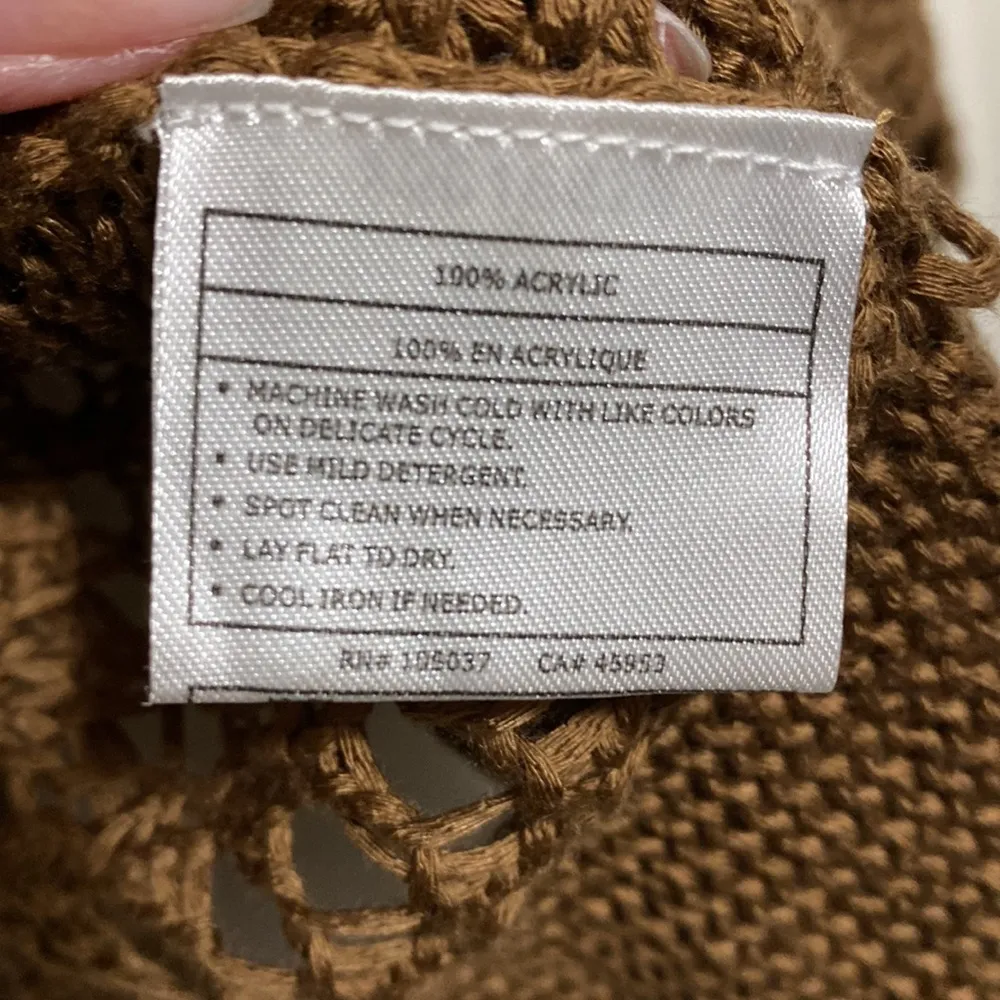 100% ACRYLIC
100% EN ACRYLIQUE
• MACHINE WASH COLD WITH LIKE COLORS
ON DELICATE CYCLE.
• USE MILD DETERGENT.
• SPOT CLEAN WHEN NECESSARY.
• LAY FLAT TO DRY.
• COOL IRON IF NEEDED.
RN# 105037 CA# 45953